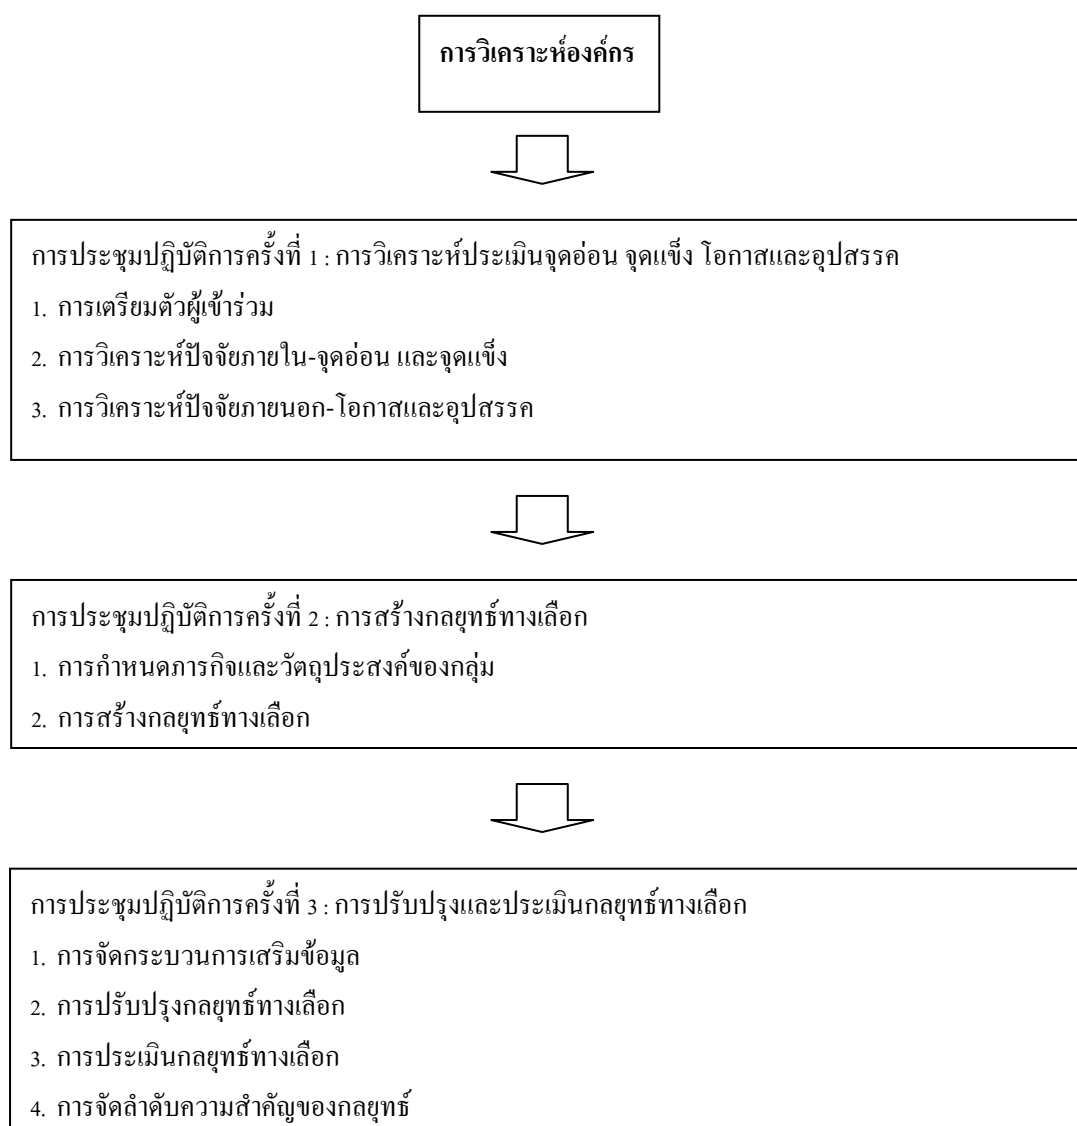 การวิเคราะห์องค์กร
การประชุมปฏิบัติการครั้งที่ 1 : การวิเคราะห์ประเมินจุดอ่อน จุดแข็ง โอกาสและอุปสรรค
1. การเตรียมตัวผู้เข้าร่วม
2. การวิเคราะห์ปัจจัยภายใน-จุดอ่อน และจุดแข็ง
3. การวิเคราะห์ปัจจัยภายนอก-โอกาสและอุปสรรค
การประชุมปฏิบัติการครั้งที่ 2 : การสร้างกลยุทธ์ทางเลือก
1. การกำหนดภารกิจและวัตถุประสงค์ของกลุ่ม
2. การสร้างกลยุทธ์ทางเลือก
การประชุมปฏิบัติการครั้งที่ 3 : การปรับปรุงและประเมินกลยุทธ์ทางเลือก
1. การจัดกระบวนการเสริมข้อมูล
2. การปรับปรุงกลยุทธ์ทางเลือก
3. การประเมินกลยุทธ์ทางเลือก
4. การจัดลำดับความสำคัญของกลยุทธ์